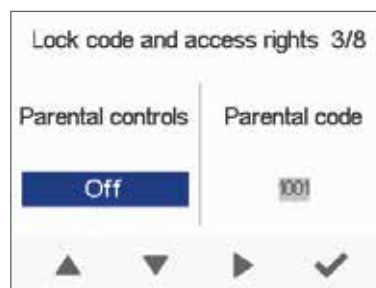 Lock code and access rights 3/8
Parental controls
Parental code
Off
1001